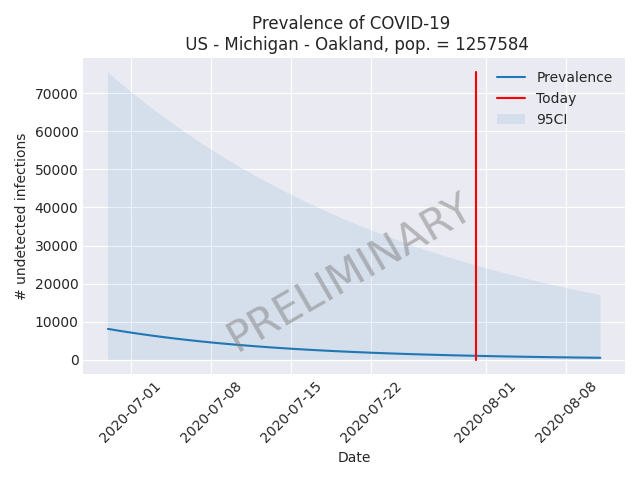 Prevalence of COVID-19
US - Michigan - Oakland, pop. = 1257584
Prevalence
Today
95CI
70000
60000
50000
40000
30000
20000
10000
0
# undetected infections
PRELIMINARY
2020-07-01
2020-07-08
2020-07-15
2020-07-22
2020-08-01
2020-08-08
Date